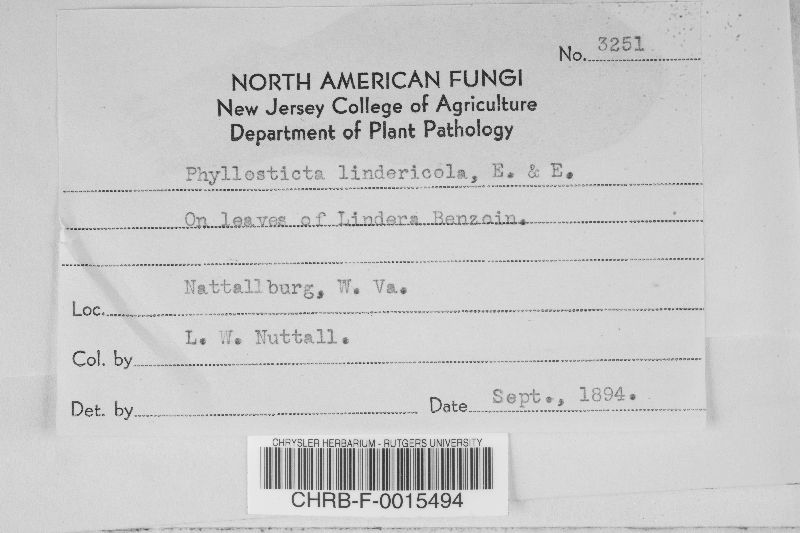 No. 3251
NORTH AMERICAN FUNGI
New Jersey College of Agriculture
Department of Plant Pathology
Phyllosticta lindericola, E. & E.
On leaves of Lindera Benzoin.
Nattallburg, W. Va.
Loc.
L. W. Nuttall.
Col. by
Det. by Date Sept., 1894.
CHRYSLER HERBARIUM - RUTGERS UNIVERSITY
CHRB-F-0015494